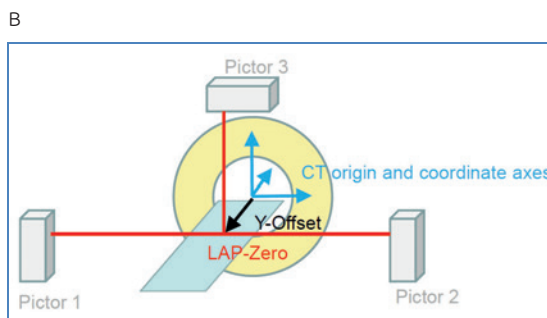 B
Pictor 3
CT origin and coordinate axes
Y-Offset
LAP-Zero
Pictor 1
Pictor 2